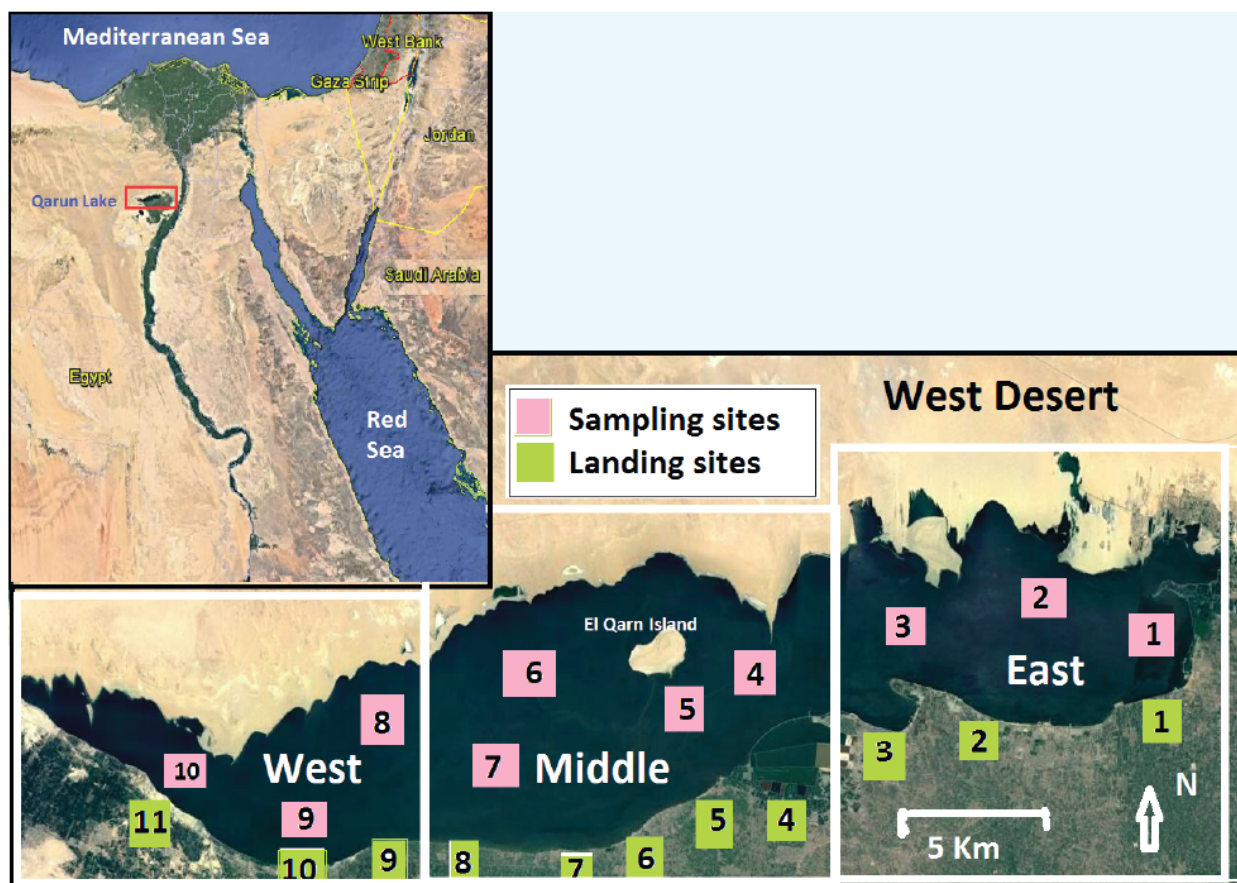 Mediterranean Sea
West Bank
Gaza Strip
Jordan
Qarun Lake
Saudi Arabia
Egypt
Red
Sea
West Desert
Sampling sites
Landing sites
El Qarn Island
East
Middle
West
1
2
3
4
5
6
7
8
9
10
1
2
3
4
5
6
7
8
9
10
11
N
5 Km